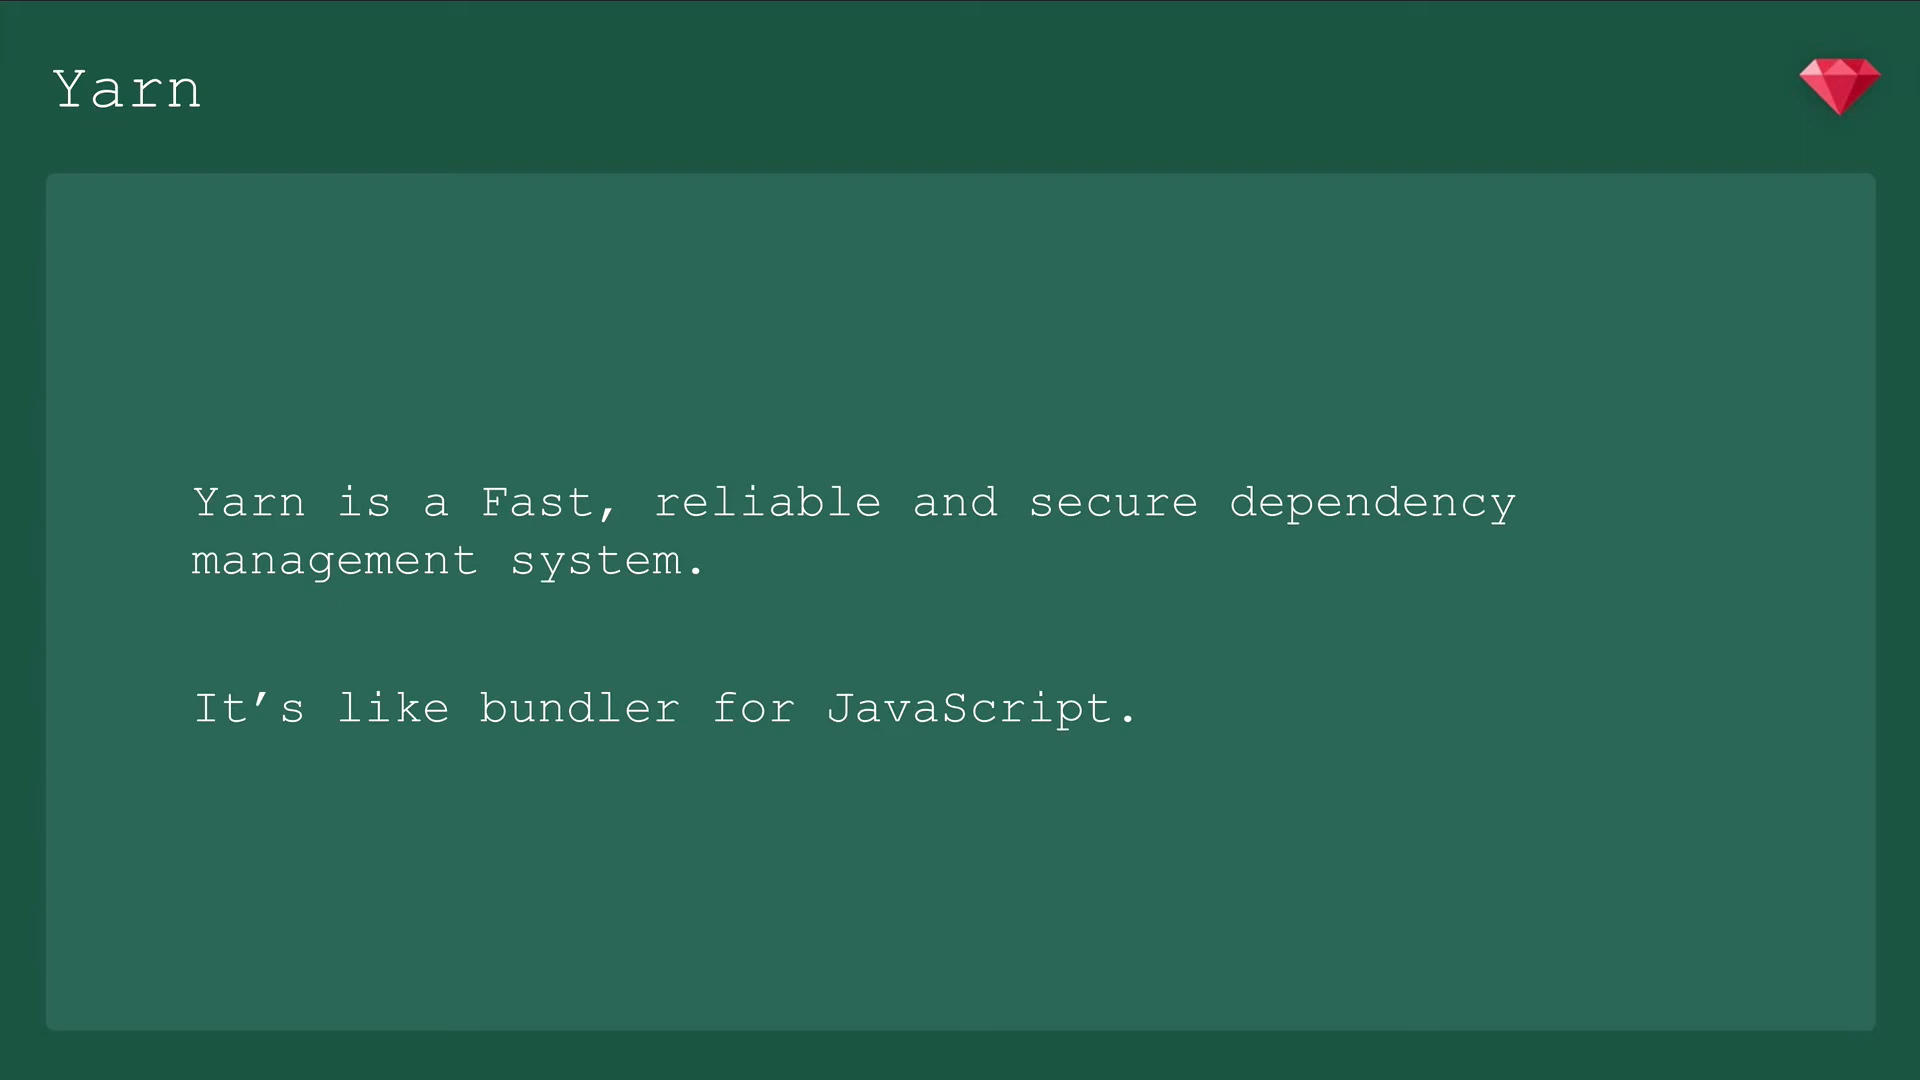 Yarn
Yarn is a Fast, reliable and secure dependency
management system.
It’s like bundler for JavaScript.